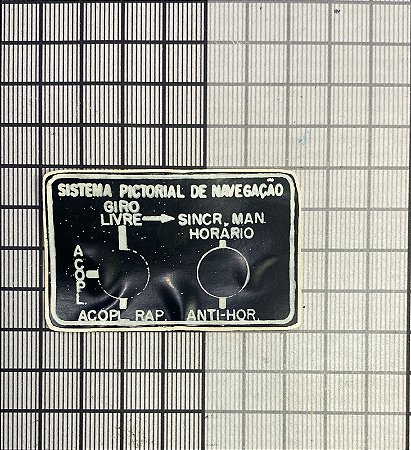 SISTEMA PICTORIAL DE NAVEGAÇÃO
GIRO
LIVRE → SINCR. MAN.
HORÁRIO
ACOPL.
ACOPL. RAP. ANTI-HOR.